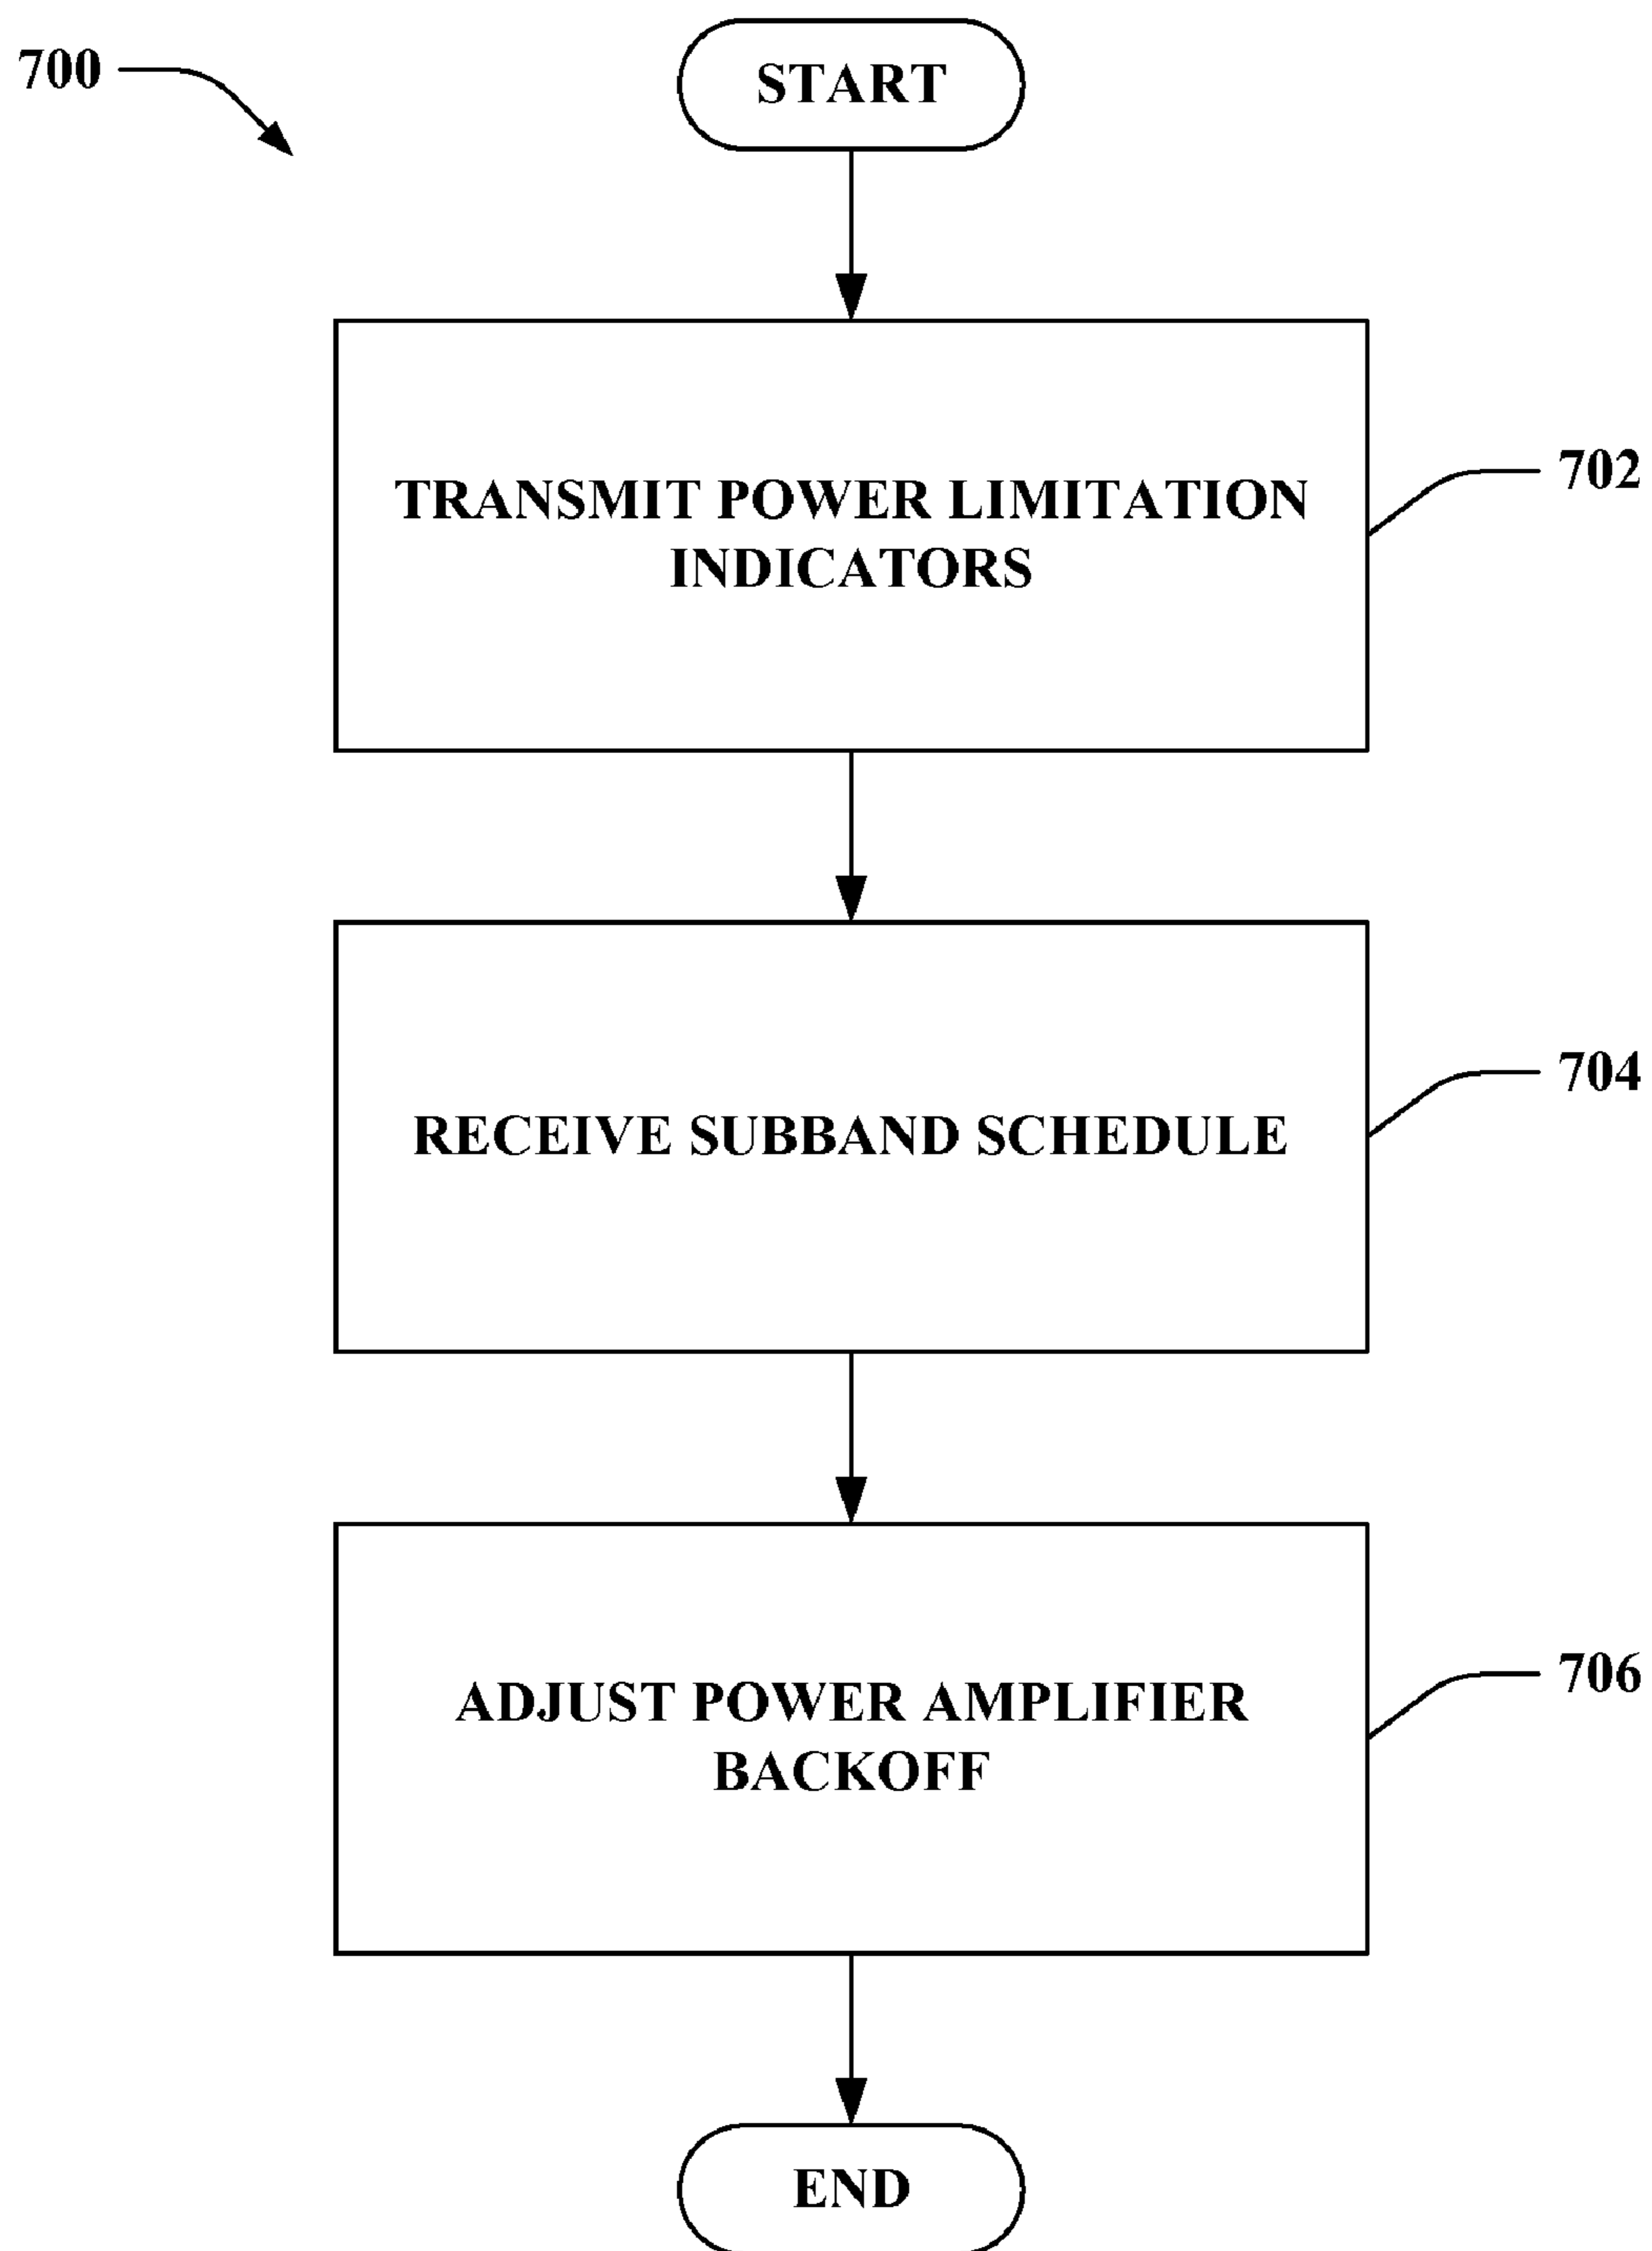 700
START
TRANSMIT POWER LIMITATION
INDICATORS
702
RECEIVE SUBBAND SCHEDULE
704
ADJUST POWER AMPLIFIER
BACKOFF
706
END